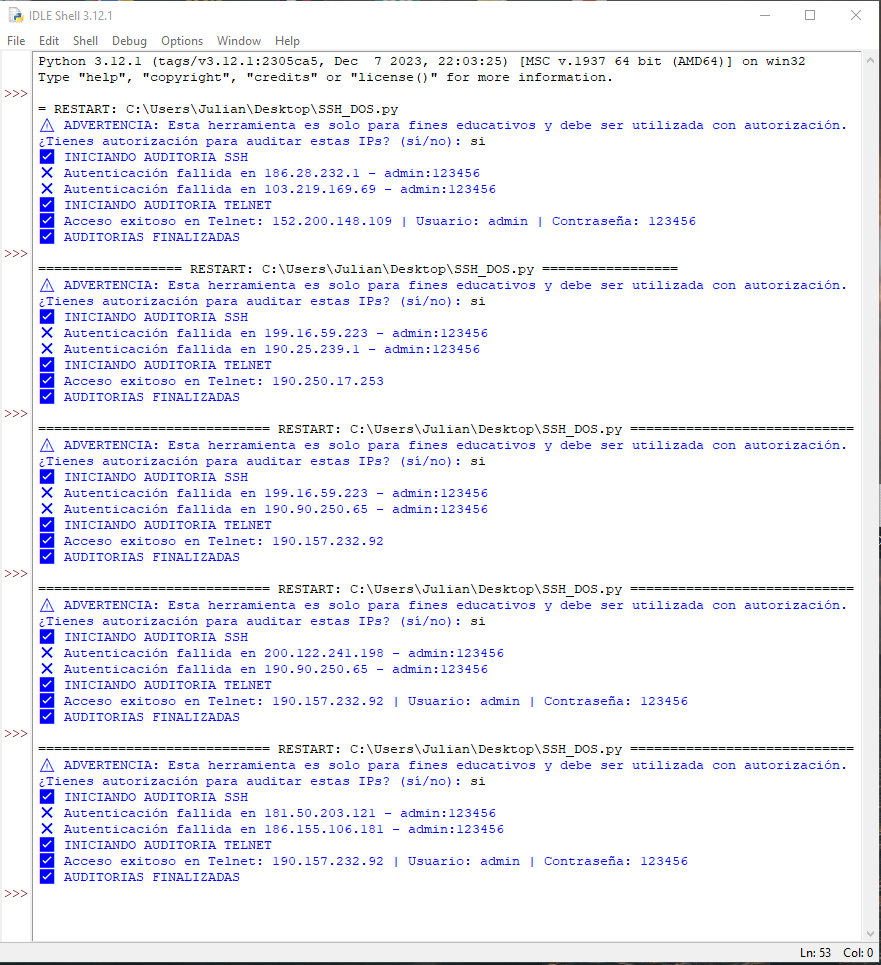 IDLE Shell 3.12.1
File Edit Shell Debug Options Window Help
Python 3.12.1 (tags/v3.12.1:2305ca5, Dec  7 2023, 22:03:25) [MSC v.1937 64 bit (AMD64)] on win32
Type "help", "copyright", "credits" or "license()" for more information.
>>>
= RESTART: C:\Users\Julian\Desktop\SSH_DOS.py
⚠ ADVERTENCIA: Esta herramienta es solo para fines educativos y debe ser utilizada con autorización.
¿Tienes autorización para auditar estas IPs? (sí/no): si
✅ INICIANDO AUDITORIA SSH
❌ Autenticación fallida en 186.28.232.1 - admin:123456
❌ Autenticación fallida en 103.219.169.69 - admin:123456
✅ INICIANDO AUDITORIA TELNET
✅ Acceso exitoso en Telnet: 152.200.148.109 | Usuario: admin | Contraseña: 123456
✅ AUDITORIAS FINALIZADAS
>>>
================== RESTART: C:\Users\Julian\Desktop\SSH_DOS.py =================
⚠ ADVERTENCIA: Esta herramienta es solo para fines educativos y debe ser utilizada con autorización.
¿Tienes autorización para auditar estas IPs? (sí/no): si
✅ INICIANDO AUDITORIA SSH
❌ Autenticación fallida en 199.16.59.223 - admin:123456
❌ Autenticación fallida en 190.25.239.1 - admin:123456
✅ INICIANDO AUDITORIA TELNET
✅ Acceso exitoso en Telnet: 190.250.17.253
✅ AUDITORIAS FINALIZADAS
>>>
============================= RESTART: C:\Users\Julian\Desktop\SSH_DOS.py ============================
⚠ ADVERTENCIA: Esta herramienta es solo para fines educativos y debe ser utilizada con autorización.
¿Tienes autorización para auditar estas IPs? (sí/no): si
✅ INICIANDO AUDITORIA SSH
❌ Autenticación fallida en 199.16.59.223 - admin:123456
❌ Autenticación fallida en 190.90.250.65 - admin:123456
✅ INICIANDO AUDITORIA TELNET
✅ Acceso exitoso en Telnet: 190.157.232.92
✅ AUDITORIAS FINALIZADAS
>>>
============================= RESTART: C:\Users\Julian\Desktop\SSH_DOS.py ============================
⚠ ADVERTENCIA: Esta herramienta es solo para fines educativos y debe ser utilizada con autorización.
¿Tienes autorización para auditar estas IPs? (sí/no): si
✅ INICIANDO AUDITORIA SSH
❌ Autenticación fallida en 200.122.241.198 - admin:123456
❌ Autenticación fallida en 190.90.250.65 - admin:123456
✅ INICIANDO AUDITORIA TELNET
✅ Acceso exitoso en Telnet: 190.157.232.92 | Usuario: admin | Contraseña: 123456
✅ AUDITORIAS FINALIZADAS
>>>
============================= RESTART: C:\Users\Julian\Desktop\SSH_DOS.py ============================
⚠ ADVERTENCIA: Esta herramienta es solo para fines educativos y debe ser utilizada con autorización.
¿Tienes autorización para auditar estas IPs? (sí/no): si
✅ INICIANDO AUDITORIA SSH
❌ Autenticación fallida en 181.50.203.121 - admin:123456
❌ Autenticación fallida en 186.155.106.181 - admin:123456
✅ INICIANDO AUDITORIA TELNET
✅ Acceso exitoso en Telnet: 190.157.232.92 | Usuario: admin | Contraseña: 123456
✅ AUDITORIAS FINALIZADAS
>>>
Ln: 53 Col: 0